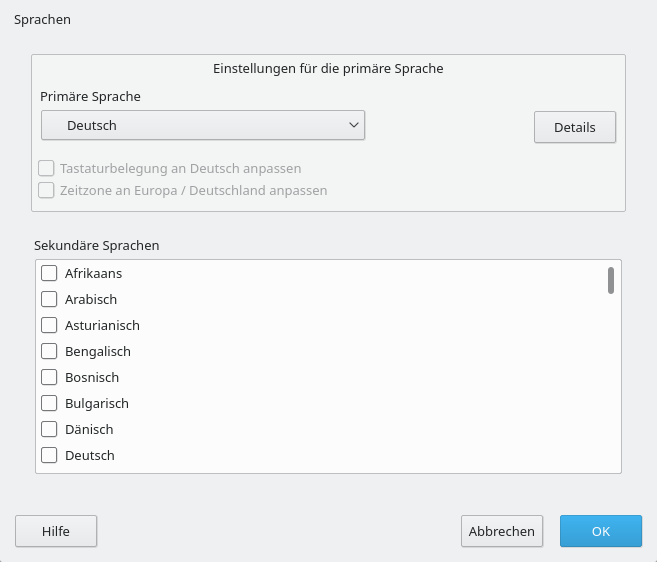 Sprachen
Einstellungen für die primäre Sprache
Primäre Sprache
Deutsch
Details
Tastaturbelegung an Deutsch anpassen
Zeitzone an Europa / Deutschland anpassen
Sekundäre Sprachen
Afrikaans
Arabisch
Asturianisch
Bengalisch
Bosnisch
Bulgarisch
Dänisch
Deutsch
Hilfe
Abbrechen
OK